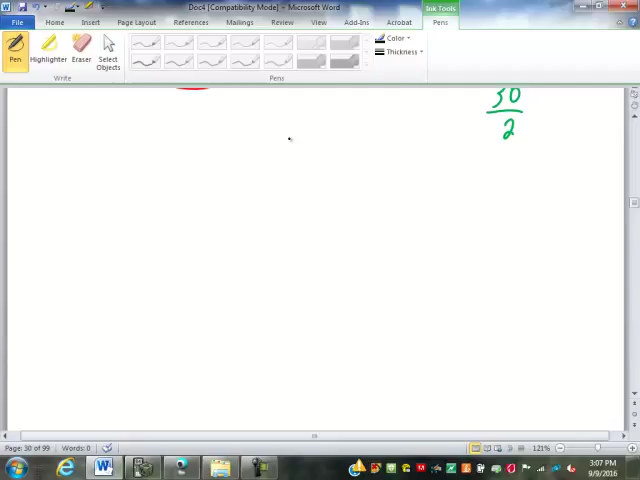 Doc4 [Compatibility Mode] - Microsoft Word
Ink Tools
File Home Insert Page Layout References Mailings Review View Add-Ins Acrobat Pens
Pen Highlighter Eraser Select Objects
Color
Thickness
Write
Pens
30
2
Page: 30 of 99 Words: 0
121%
3:07 PM
9/9/2016